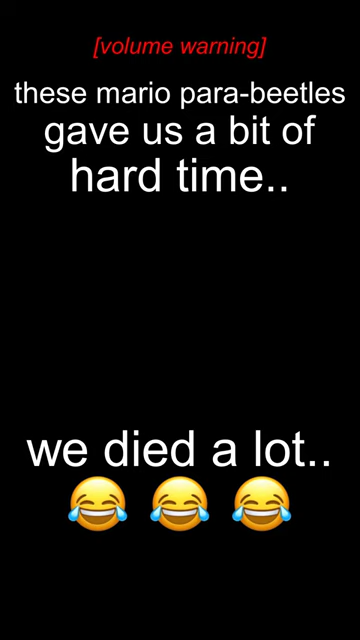 [volume warning]
these mario para-beetles
gave us a bit of
hard time..
we died a lot..
😂 😂 😂